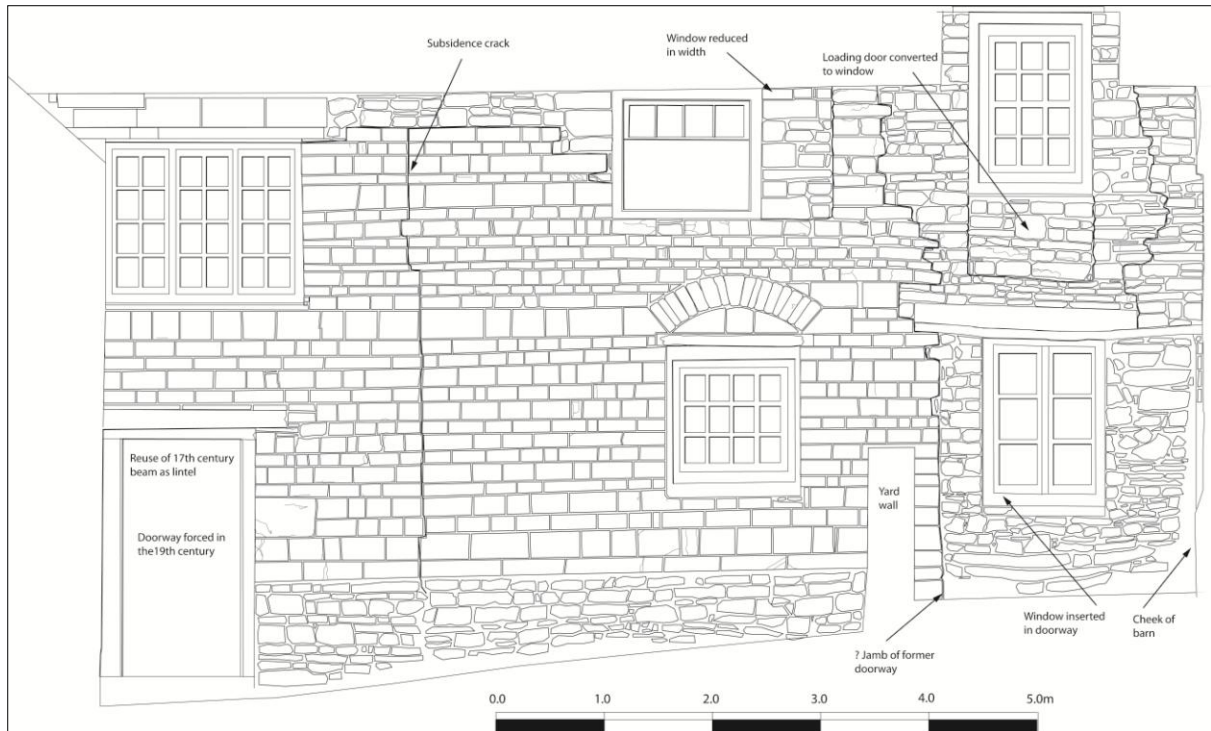 Subsidence crack
Window reduced
in width
Loading door converted
to window
Reuse of 17th century
beam as lintel
Doorway forced in
the19th century
Yard
wall
? Jamb of former
doorway
Window inserted
in doorway
Cheek of
barn
0.0 1.0 2.0 3.0 4.0 5.0m